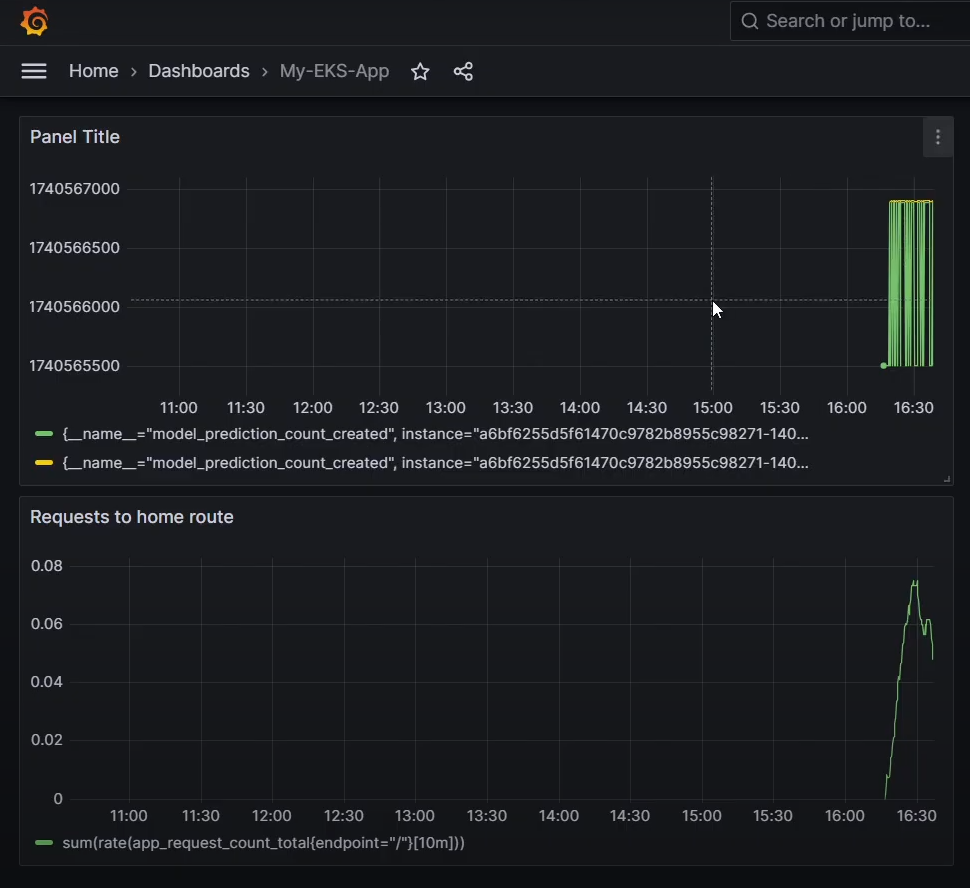 Search or jump to...
Home › Dashboards › My-EKS-App
Panel Title
1740567000
1740566500
1740566000
1740565500
11:00 11:30 12:00 12:30 13:00 13:30 14:00 14:30 15:00 15:30 16:00 16:30
{__name__="model_prediction_count_created", instance="a6bf6255d5f61470c9782b8955c98271-140...
{__name__="model_prediction_count_created", instance="a6bf6255d5f61470c9782b8955c98271-140...
Requests to home route
0.08
0.06
0.04
0.02
0
11:00 11:30 12:00 12:30 13:00 13:30 14:00 14:30 15:00 15:30 16:00 16:30
sum(rate(app_request_count_total{endpoint="/"}[10m]))